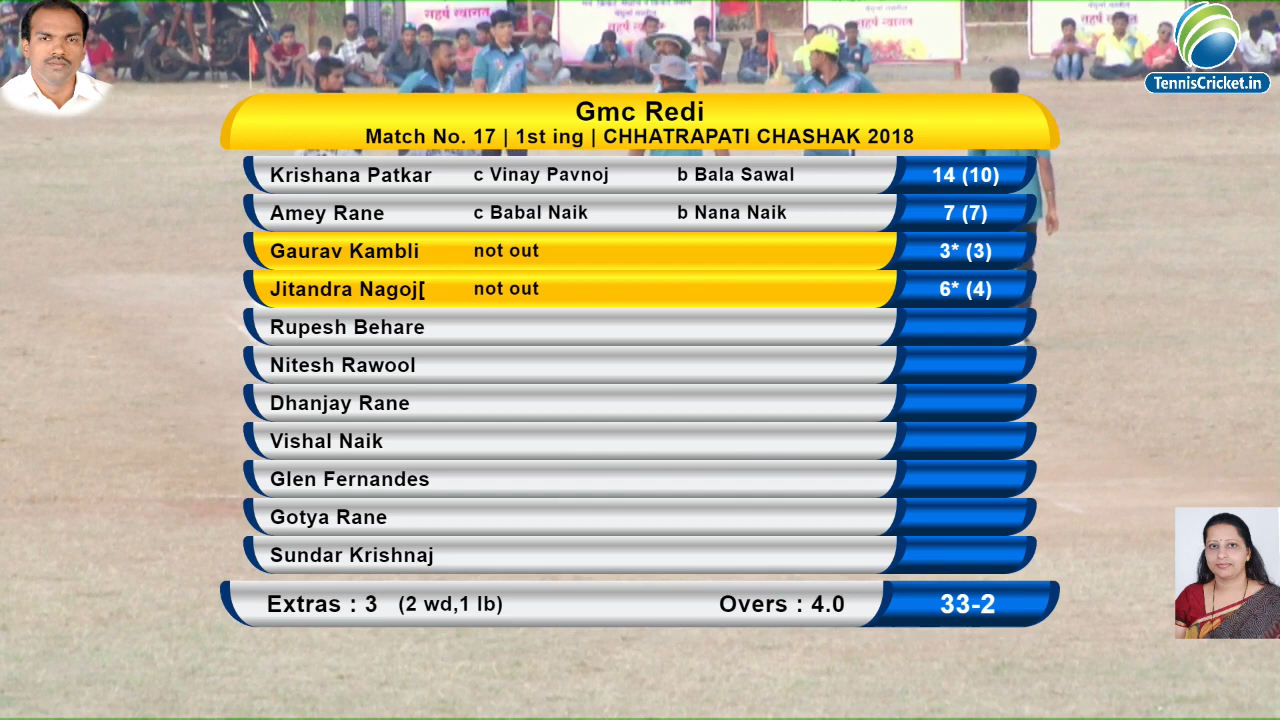 सहर्ष स्वागत
TennisCricket.in
Gmc Redi
Match No. 17 | 1st ing | CHHATRAPATI CHASHAK 2018
Krishana Patkar c Vinay Pavnoj b Bala Sawal 14 (10)
Amey Rane c Babal Naik b Nana Naik 7 (7)
Gaurav Kambli not out 3* (3)
Jitandra Nagoj[ not out 6* (4)
Rupesh Behare
Nitesh Rawool
Dhanjay Rane
Vishal Naik
Glen Fernandes
Gotya Rane
Sundar Krishnaj
Extras : 3 (2 wd,1 lb) Overs : 4.0 33-2